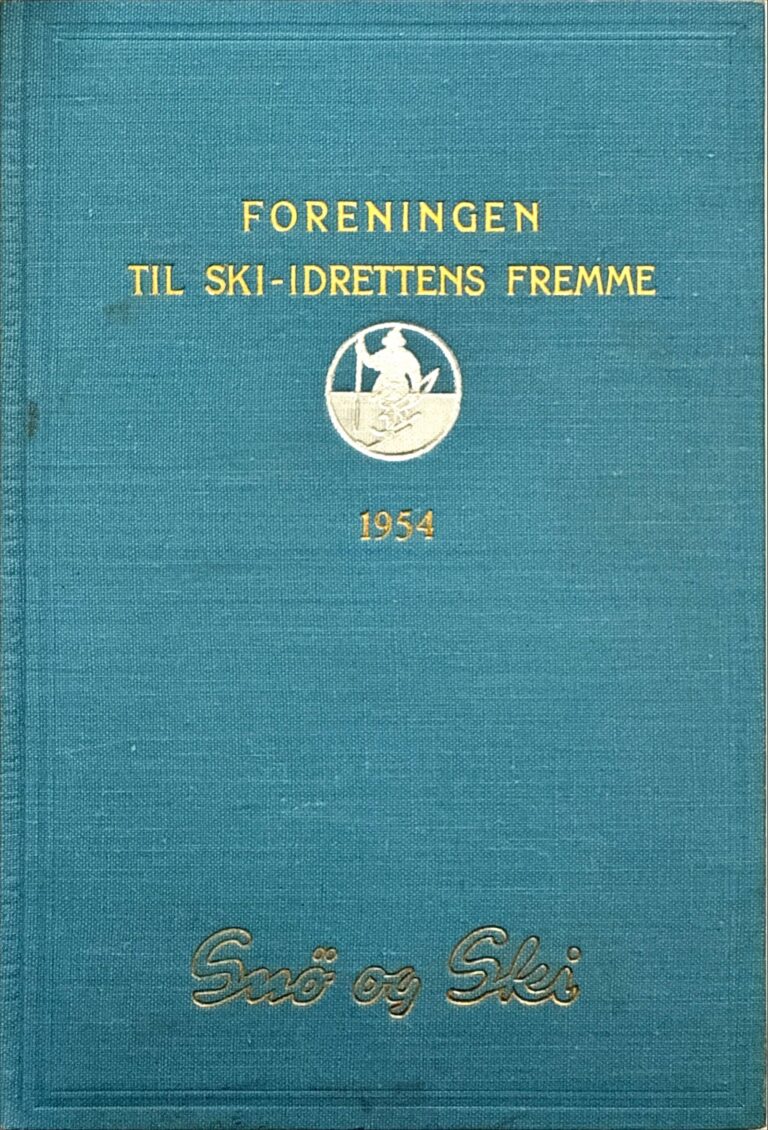 FORENINGEN
TIL SKI-IDRETTENS FREMME
1954
Snö og Ski